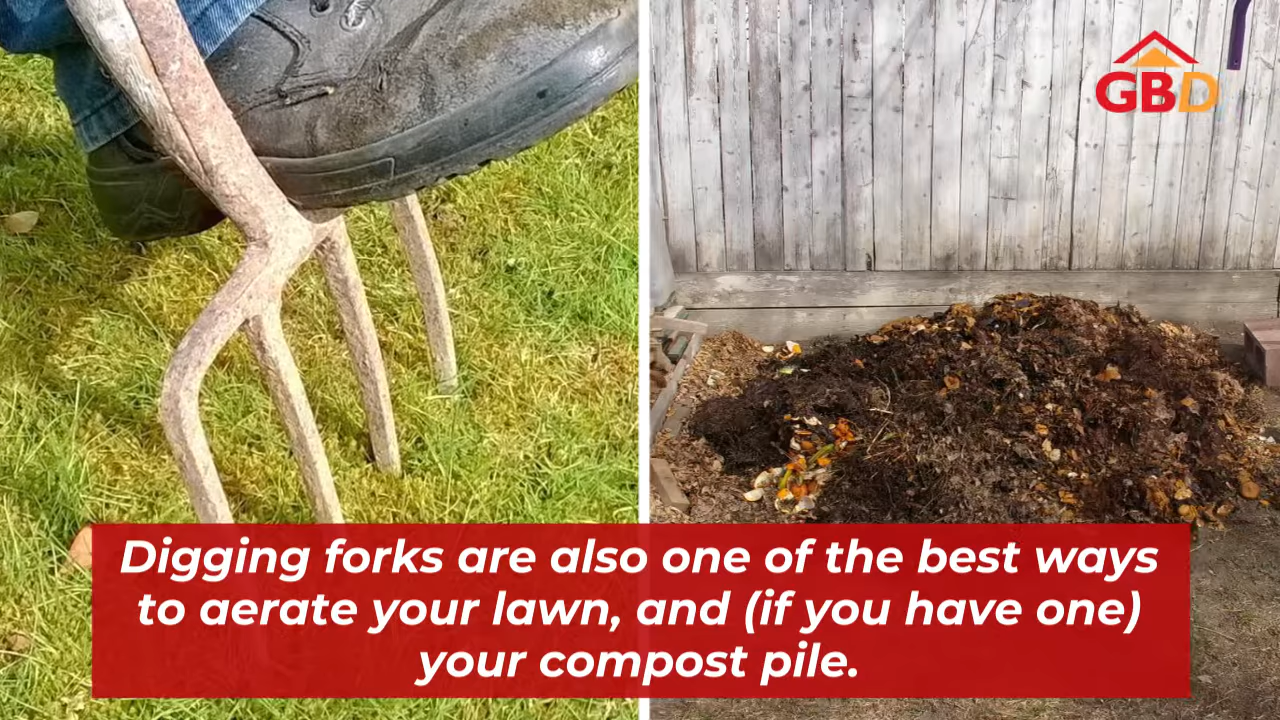 GBD
Digging forks are also one of the best ways
to aerate your lawn, and (if you have one)
your compost pile.